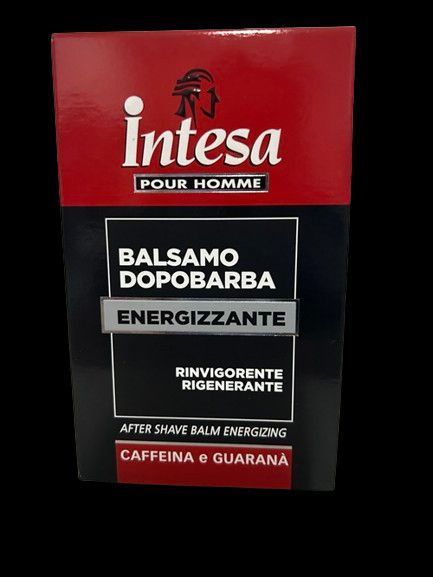 intesa
POUR HOMME
BALSAMO
DOPOBARBA
ENERGIZZANTE
RINVIGORENTE
RIGENERANTE
AFTER SHAVE BALM ENERGIZING
CAFFEINA e GUARANÀ